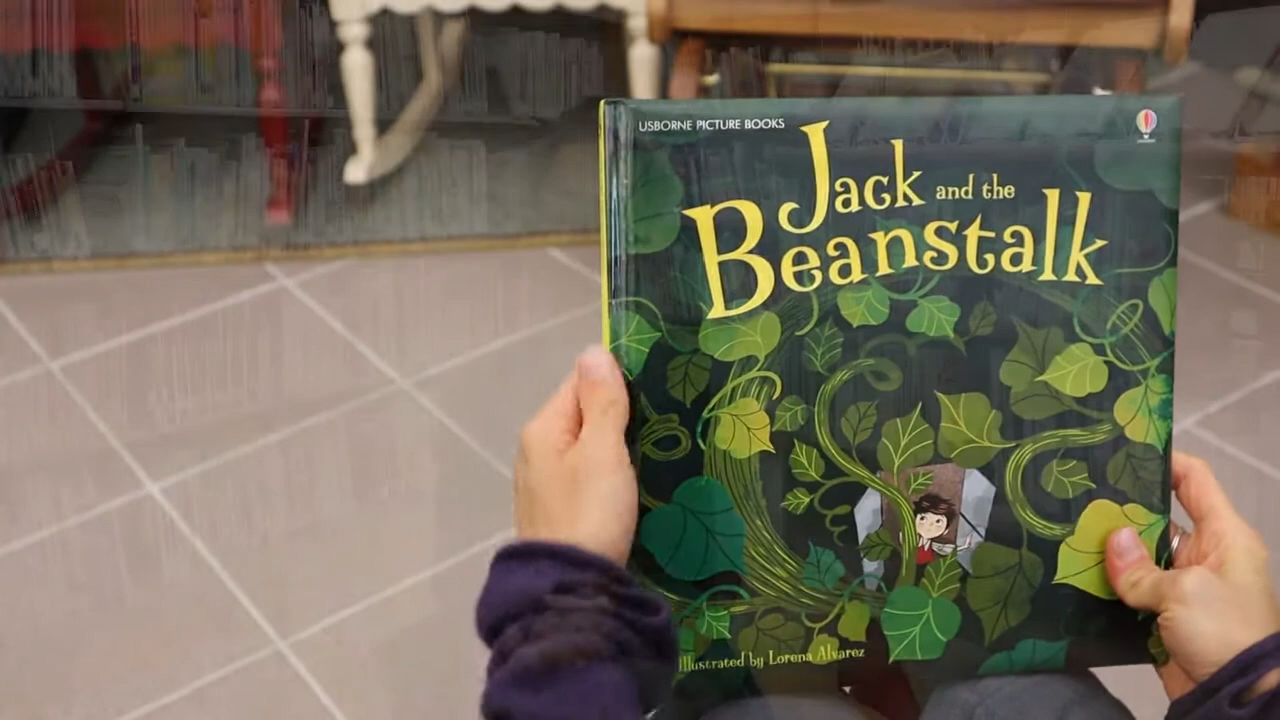 USBORNE PICTURE BOOKS
Jack and the
Beanstalk
Illustrated by Lorena Alvarez